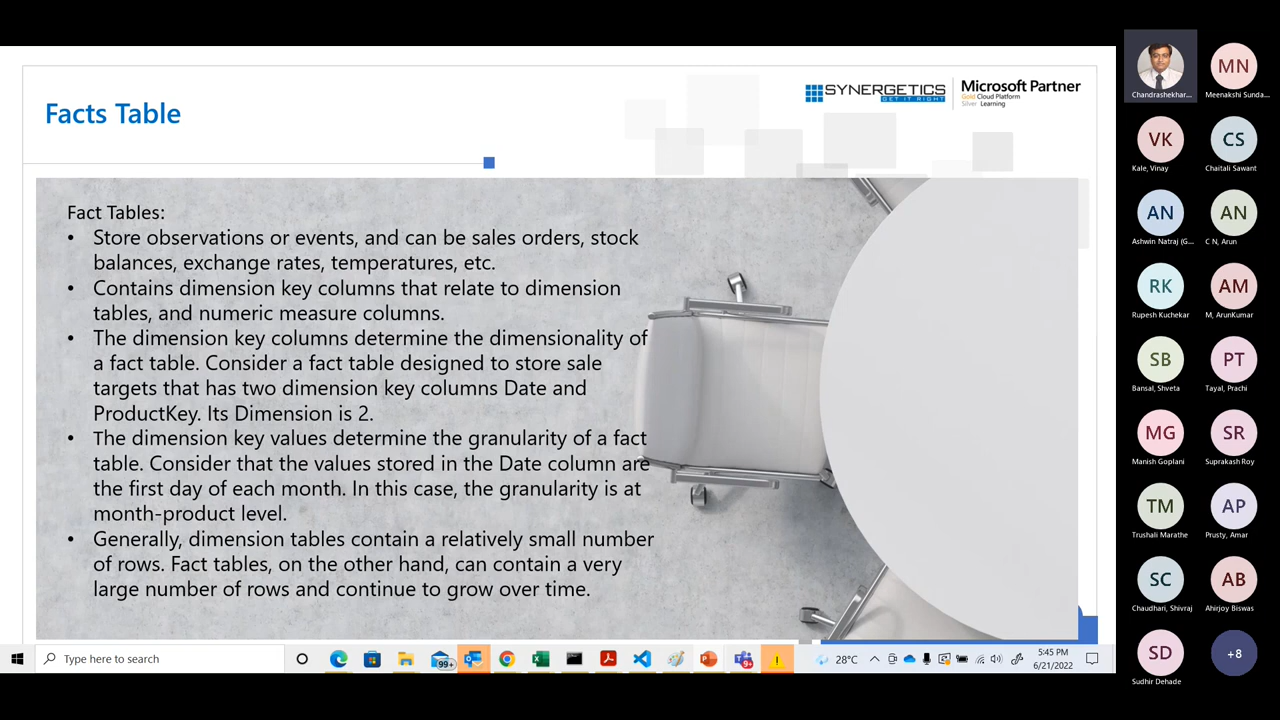 Facts Table
SYNERGETICS
GET IT RIGHT
Microsoft Partner
Gold Cloud Platform
Silver Learning
Fact Tables:
• Store observations or events, and can be sales orders, stock
balances, exchange rates, temperatures, etc.
• Contains dimension key columns that relate to dimension
tables, and numeric measure columns.
• The dimension key columns determine the dimensionality of
a fact table. Consider a fact table designed to store sale
targets that has two dimension key columns Date and
ProductKey. Its Dimension is 2.
• The dimension key values determine the granularity of a fact
table. Consider that the values stored in the Date column are
the first day of each month. In this case, the granularity is at
month-product level.
• Generally, dimension tables contain a relatively small number
of rows. Fact tables, on the other hand, can contain a very
large number of rows and continue to grow over time.
Type here to search
99+
9+
28°C
5:45 PM
6/21/2022
Chandrashekhar...
MN
Meenakshi Sunda...
VK
Kale, Vinay
CS
Chaitali Sawant
AN
Ashwin Natraj (G...
AN
C N, Arun
RK
Rupesh Kuchekar
AM
M, ArunKumar
SB
Bansal, Shveta
PT
Tayal, Prachi
MG
Manish Goplani
SR
Suprakash Roy
TM
Trushali Marathe
AP
Prusty, Amar
SC
Chaudhari, Shivraj
AB
Ahirjoy Biswas
SD
Sudhir Dehade
+8